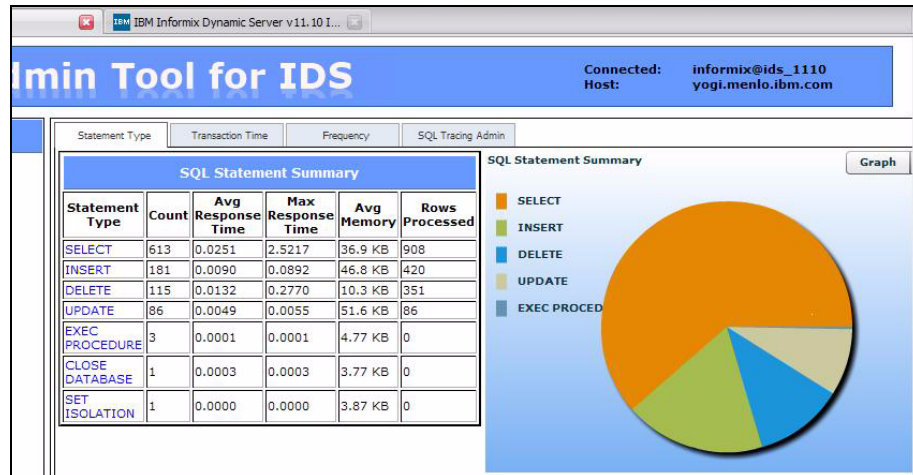 IBM IBM Informix Dynamic Server v11.10 I...
dmin Tool for IDS
Connected: informix@ids_1110
Host: yogi.menlo.ibm.com
Statement Type Transaction Time Frequency SQL Tracing Admin
SQL Statement Summary
Statement Type Count Avg Response Time Max Response Time Avg Memory Rows Processed
SELECT 613 0.0251 2.5217 36.9 KB 908
INSERT 181 0.0090 0.0892 46.8 KB 420
DELETE 115 0.0132 0.2770 10.3 KB 351
UPDATE 86 0.0049 0.0055 51.6 KB 86
EXEC PROCEDURE 3 0.0001 0.0001 4.77 KB 0
CLOSE DATABASE 1 0.0003 0.0003 3.77 KB 0
SET ISOLATION 1 0.0000 0.0000 3.87 KB 0
SQL Statement Summary
Graph
SELECT
INSERT
DELETE
UPDATE
EXEC PROCED